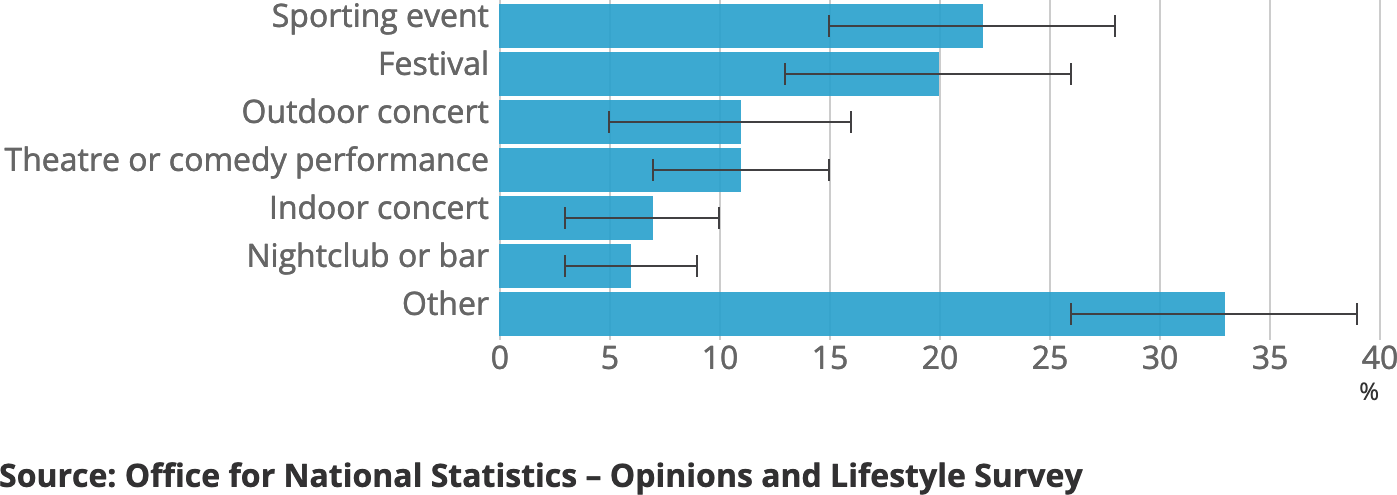 Sporting event
Festival
Outdoor concert
Theatre or comedy performance
Indoor concert
Nightclub or bar
Other
0 5 10 15 20 25 30 35 40
%
Source: Office for National Statistics – Opinions and Lifestyle Survey